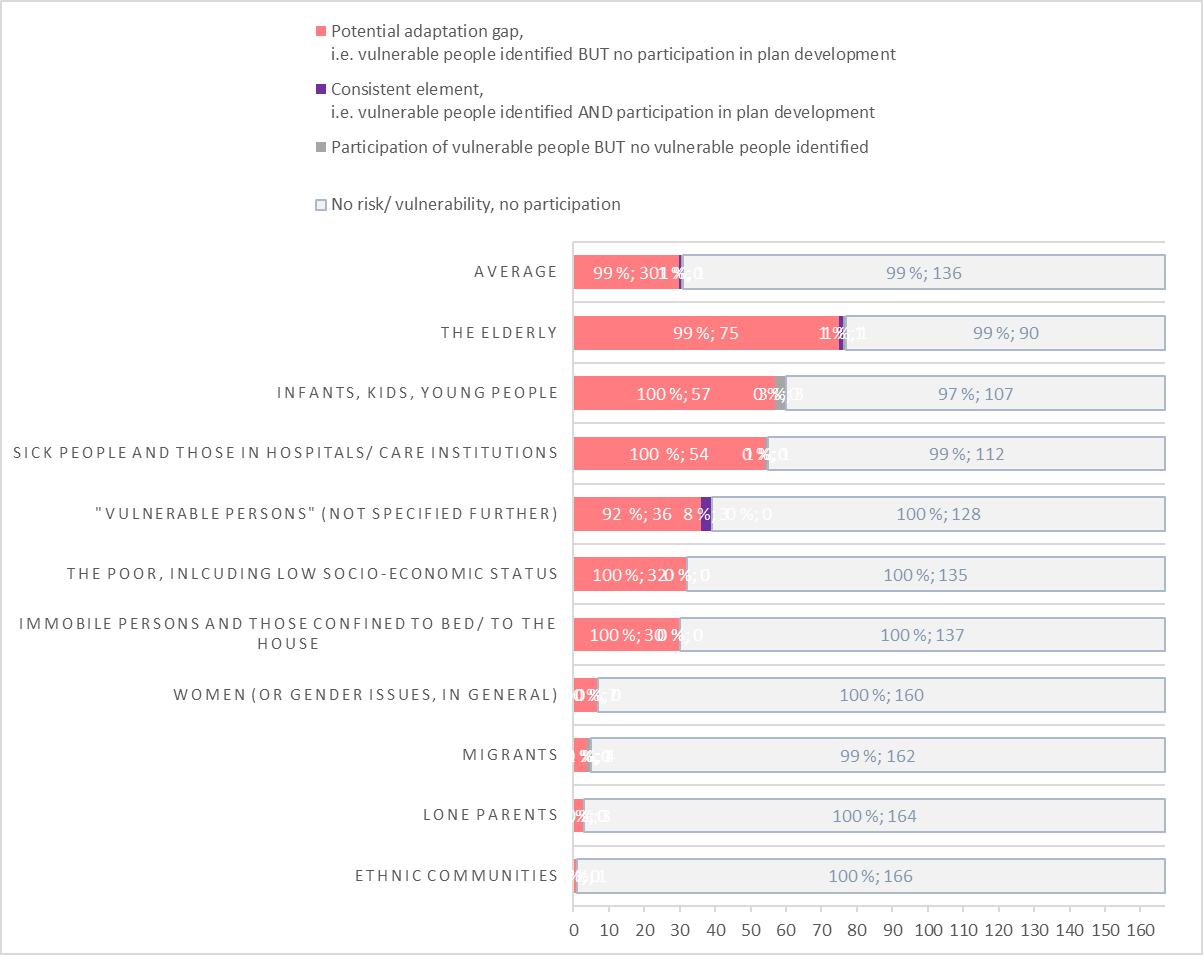 Potential adaptation gap,
i.e. vulnerable people identified BUT no participation in plan development
Consistent element,
i.e. vulnerable people identified AND participation in plan development
Participation of vulnerable people BUT no vulnerable people identified
No risk/ vulnerability, no participation
AVERAGE 99 %; 30 99 %; 136
THE ELDERLY 99 %; 75 99 %; 90
INFANTS, KIDS, YOUNG PEOPLE 100 %; 57 97 %; 107
SICK PEOPLE AND THOSE IN HOSPITALS/ CARE INSTITUTIONS 100 %; 54 99 %; 112
"VULNERABLE PERSONS" (NOT SPECIFIED FURTHER) 92 %; 36 8 %; 3 0 %; 0 100 %; 128
THE POOR, INLCUDING LOW SOCIO-ECONOMIC STATUS 100 %; 32 0 %; 0 100 %; 135
IMMOBILE PERSONS AND THOSE CONFINED TO BED/ TO THE
HOUSE 100 %; 30 0 %; 0 100 %; 137
WOMEN (OR GENDER ISSUES, IN GENERAL) 100 %; 160
MIGRANTS 99 %; 162
LONE PARENTS 100 %; 164
ETHNIC COMMUNITIES 100 %; 166
0 10 20 30 40 50 60 70 80 90 100 110 120 130 140 150 160